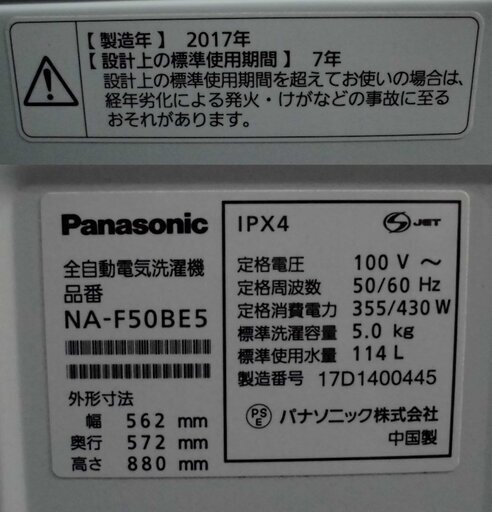 【製造年】 2017年
【設計上の標準使用期間】 7年
設計上の標準使用期間を超えてお使いの場合は、
経年劣化による発火・けがなどの事故に至る
おそれがあります。
Panasonic
全自動電気洗濯機
品番
NA-F50BE5
外形寸法
幅 562 mm
奥行 572 mm
高さ 880 mm
IPX4
S JET
定格電圧 100 V ～
定格周波数 50/60 Hz
定格消費電力 355/430 W
標準洗濯容量 5.0 kg
標準使用水量 114 L
製造番号 17D1400445
PSE パナソニック株式会社
中国製